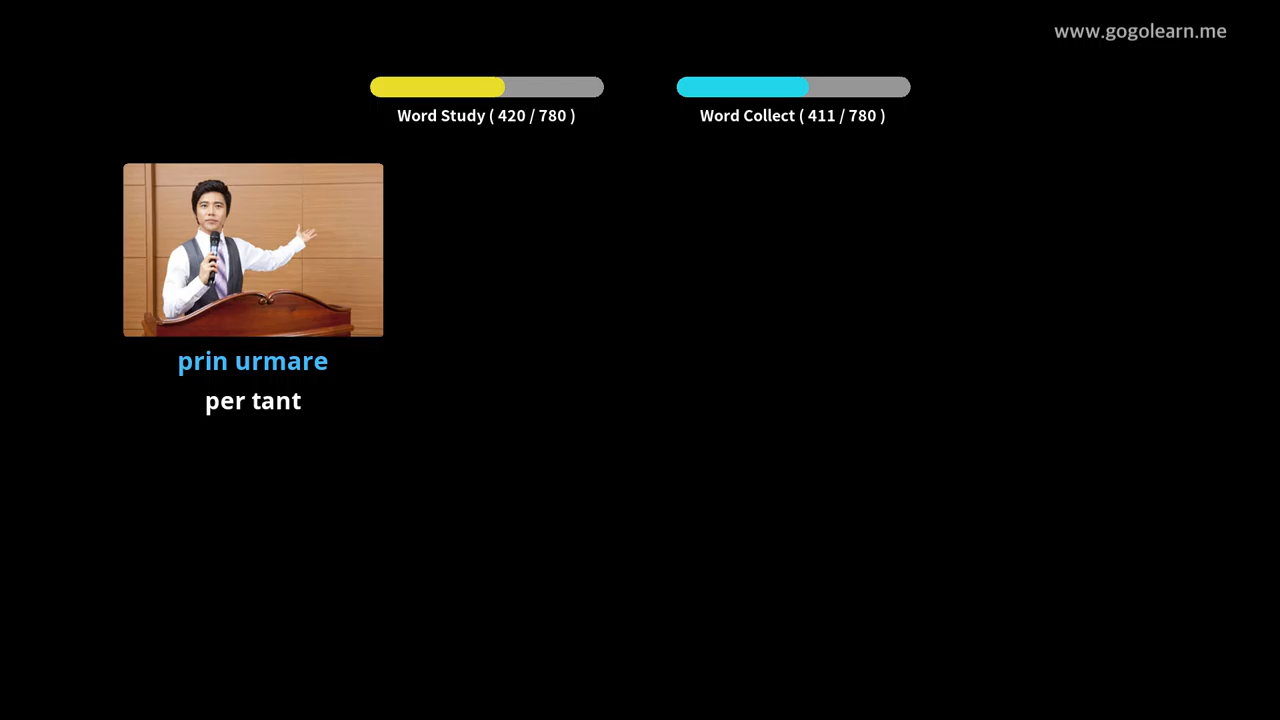 www.gogolearn.me
Word Study ( 420 / 780 )
Word Collect ( 411 / 780 )
prin urmare
per tant